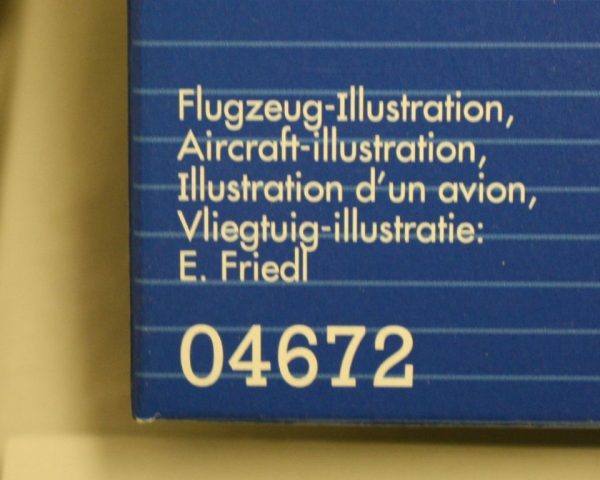 Flugzeug-Illustration,
Aircraft-illustration,
Illustration d'un avion,
Vliegtuig-illustratie:
E. Friedl
04672